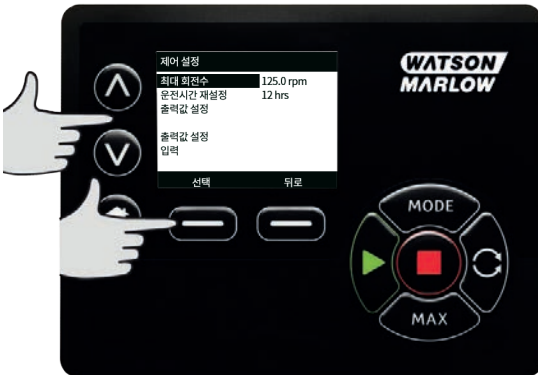 제어 설정
최대 회전수 125.0 rpm
운전시간 재설정 12 hrs
출력값 설정
출력값 설정
입력
선택 뒤로
WATSON
MARLOW
MODE
MAX